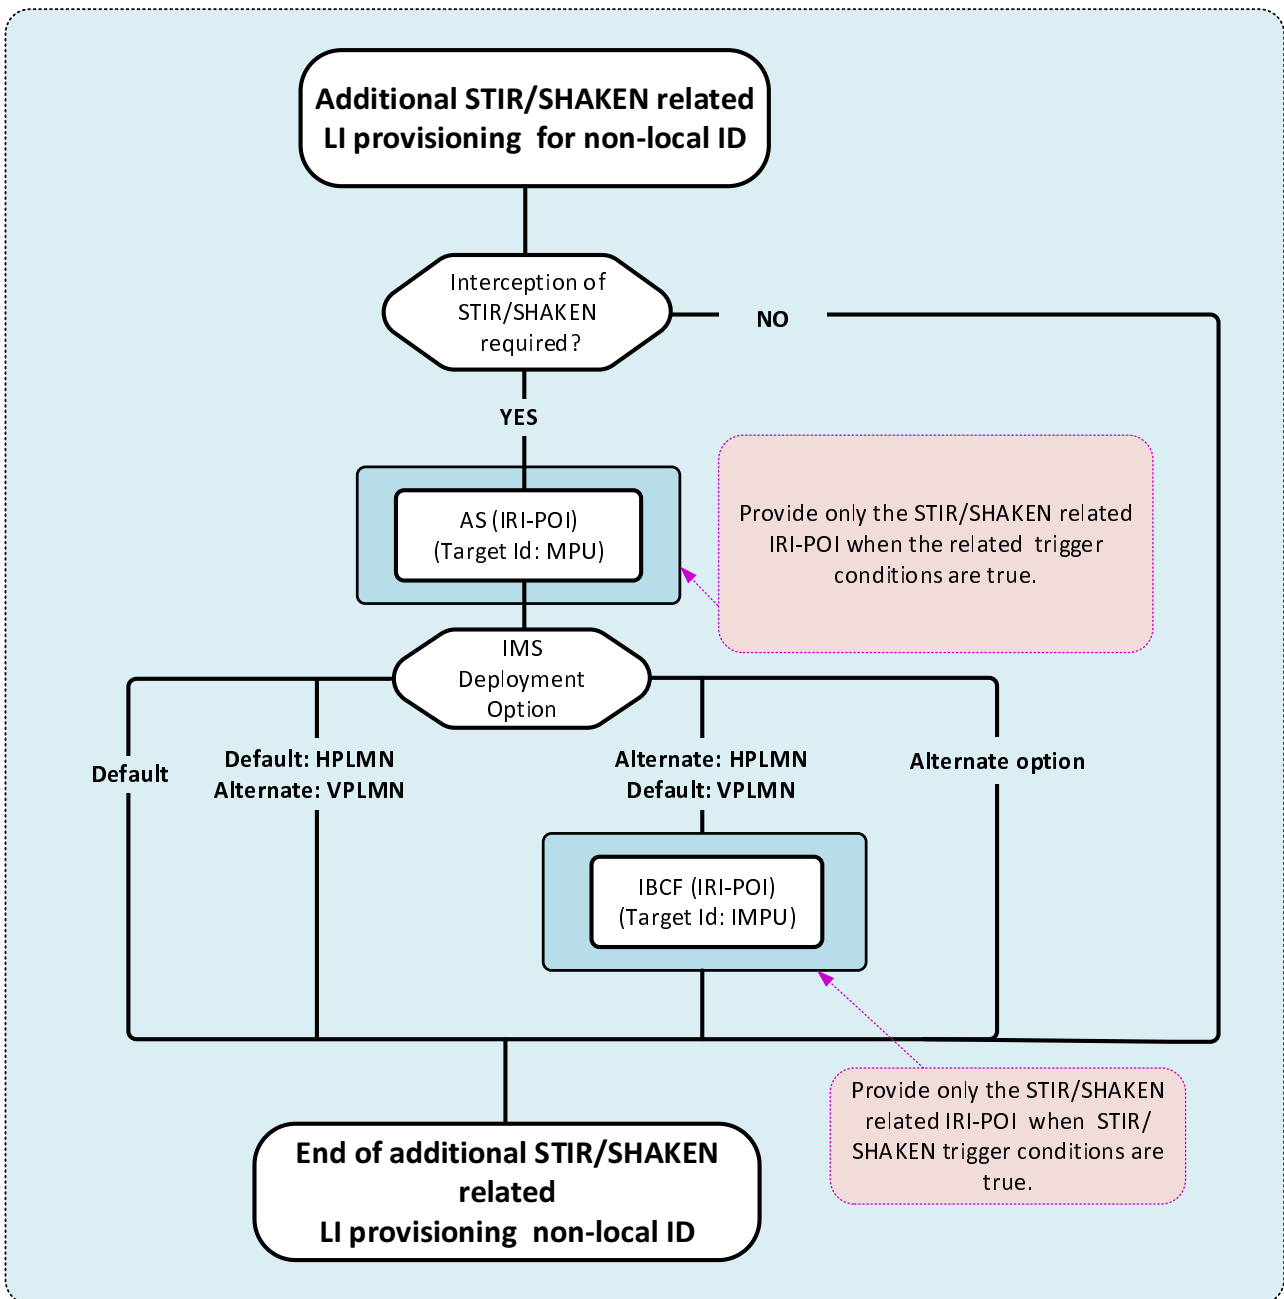 Additional STIR/SHAKEN related
LI provisioning for non-local ID
Interception of
STIR/SHAKEN
required?
NO
YES
AS (IRI-POI)
(Target Id: MPU)
Provide only the STIR/SHAKEN related
IRI-POI when the related trigger
conditions are true.
IMS
Deployment
Option
Default
Default: HPLMN
Alternate: VPLMN
Alternate: HPLMN
Default: VPLMN
Alternate option
IBCF (IRI-POI)
(Target Id: IMPU)
Provide only the STIR/SHAKEN
related IRI-POI when STIR/
SHAKEN trigger conditions are
true.
End of additional STIR/SHAKEN
related
LI provisioning non-local ID